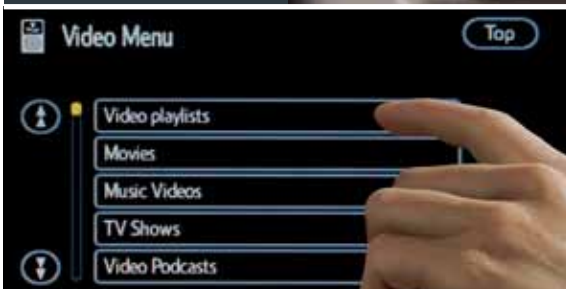 Video Menu
Top
Video playlists
Movies
Music Videos
TV Shows
Video Podcasts